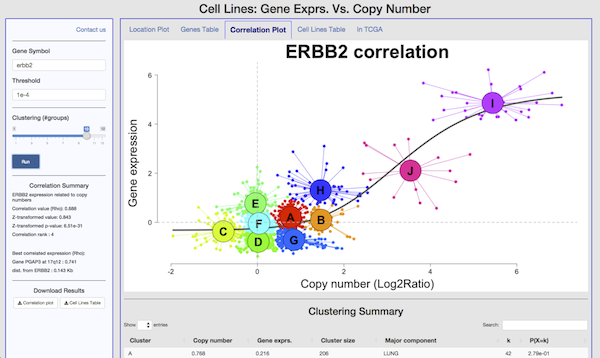 Cell Lines: Gene Exprs. Vs. Copy Number
Contact us
Gene Symbol
erbb2
Threshold
1e-4
Clustering (#groups)
Run
Correlation Summary
ERBB2 expression related to copy
numbers
Correlation value (Rho): 0.688
Z-transformed value: 0.843
Z-transformed p-value: 6.51e-31
Correlation rank : 4
Best correlated expression (Rho):
Gene PGAP3 at 17q12 : 0.741
dist. from ERBB2 : 0.143 Kb
Download Results
Correlation plot
Cell Lines Table
Location Plot
Genes Table
Correlation Plot
Cell Lines Table
In TCGA
ERBB2 correlation
Gene expression
6
4
2
0
-2
0
2
4
6
Copy number (Log2Ratio)
I
J
H
E
A
B
F
C
D
G
Clustering Summary
Show
entries
Search:
Cluster Copy number Gene exprs. Cluster size Major component k P(X=k)
A 0.768 0.216 206 LUNG 42 2.79e-01